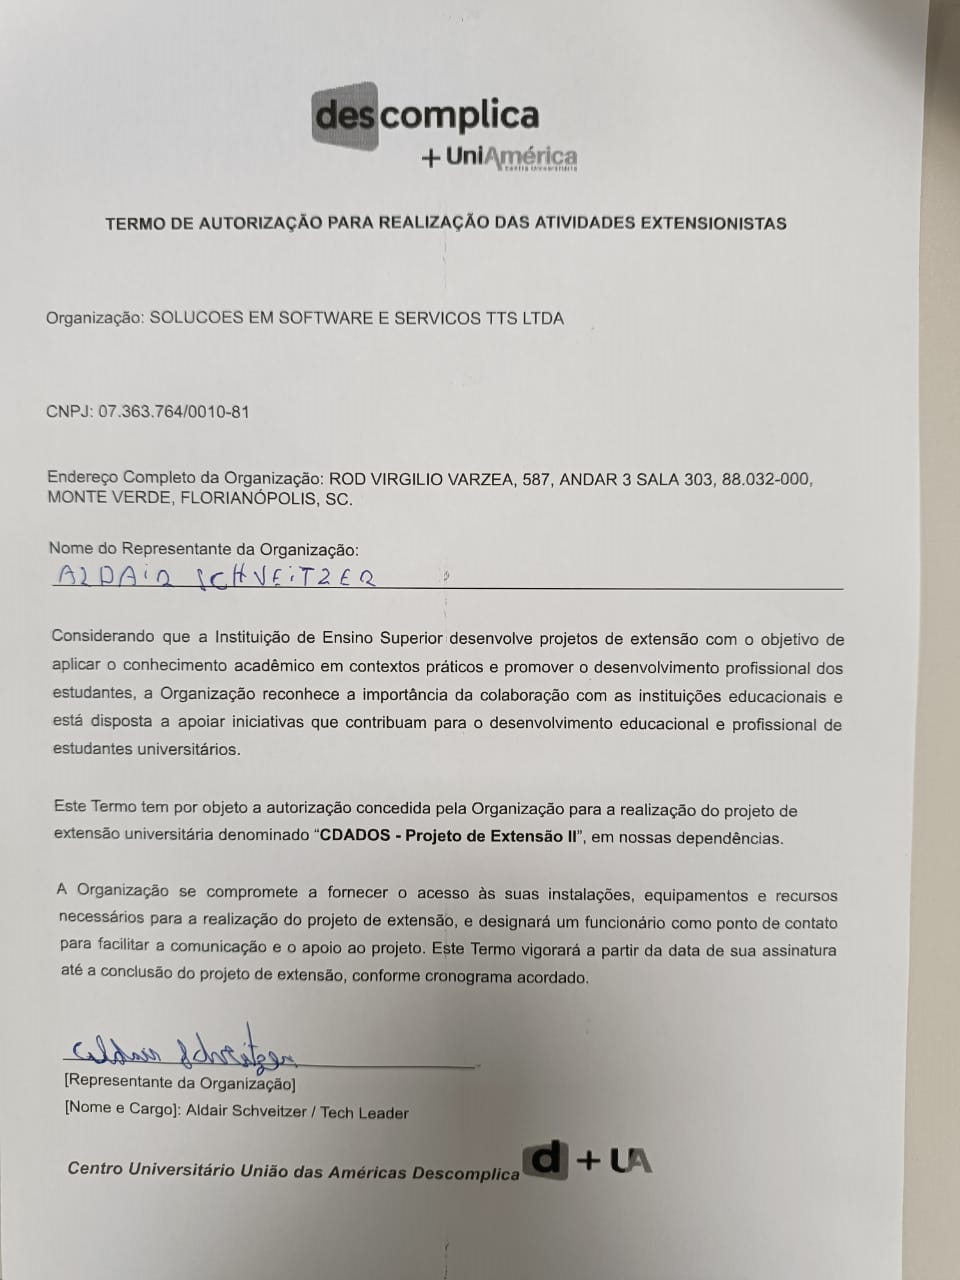 descomplica
+ UniAmérica
Centro Universitário
TERMO DE AUTORIZAÇÃO PARA REALIZAÇÃO DAS ATIVIDADES EXTENSIONISTAS
Organização: SOLUCOES EM SOFTWARE E SERVICOS TTS LTDA
CNPJ: 07.363.764/0010-81
Endereço Completo da Organização: ROD VIRGILIO VARZEA, 587, ANDAR 3 SALA 303, 88.032-000,
MONTE VERDE, FLORIANÓPOLIS, SC.
Nome do Representante da Organização:
ALDAIR SCHVEITZER
Considerando que a Instituição de Ensino Superior desenvolve projetos de extensão com o objetivo de
aplicar o conhecimento acadêmico em contextos práticos e promover o desenvolvimento profissional dos
estudantes, a Organização reconhece a importância da colaboração com as instituições educacionais e
está disposta a apoiar iniciativas que contribuam para o desenvolvimento educacional e profissional de
estudantes universitários.
Este Termo tem por objeto a autorização concedida pela Organização para a realização do projeto de
extensão universitária denominado “CDADOS - Projeto de Extensão II”, em nossas dependências.
A Organização se compromete a fornecer o acesso às suas instalações, equipamentos e recursos
necessários para a realização do projeto de extensão, e designará um funcionário como ponto de contato
para facilitar a comunicação e o apoio ao projeto. Este Termo vigorará a partir da data de sua assinatura
até a conclusão do projeto de extensão, conforme cronograma acordado.
Aldair Schveitzer
[Representante da Organização]
[Nome e Cargo]: Aldair Schveitzer / Tech Leader
Centro Universitário União das Américas Descomplica d + UA